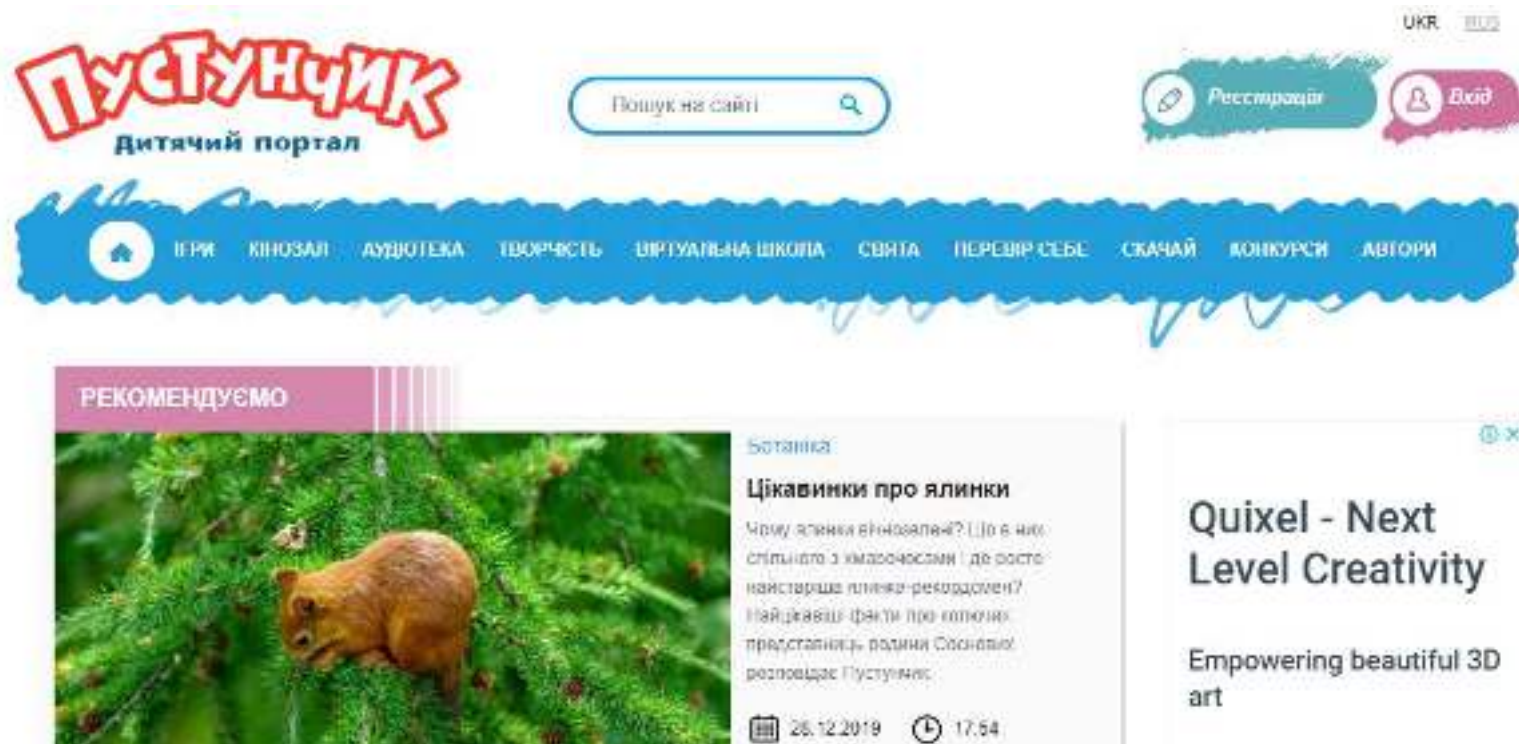 UKR RUS
ПУСТУНЧИК
Дитячий портал
Пошук на сайті
Реєстрація
Вхід
ІГРИ КІНОЗАЛ АУДІОТЕКА ТВОРЧІСТЬ ВІРТУАЛЬНА ШКОЛА СВЯТА ПЕРЕВІР СЕБЕ СКАЧАЙ КОНКУРСИ АВТОРИ
РЕКОМЕНДУЄМО
Ботаніка
Цікавинки про ялинки
Чому ялинки вічнозелені? Що в них
спільного з хмарочосами і де росте
найстаріша ялинка-рекордсмен?
Найцікавіші факти про колючих
представниць родини Соснових
розповідає Пустунчик
26.12.2019 17:54
Quixel - Next
Level Creativity
Empowering beautiful 3D
art